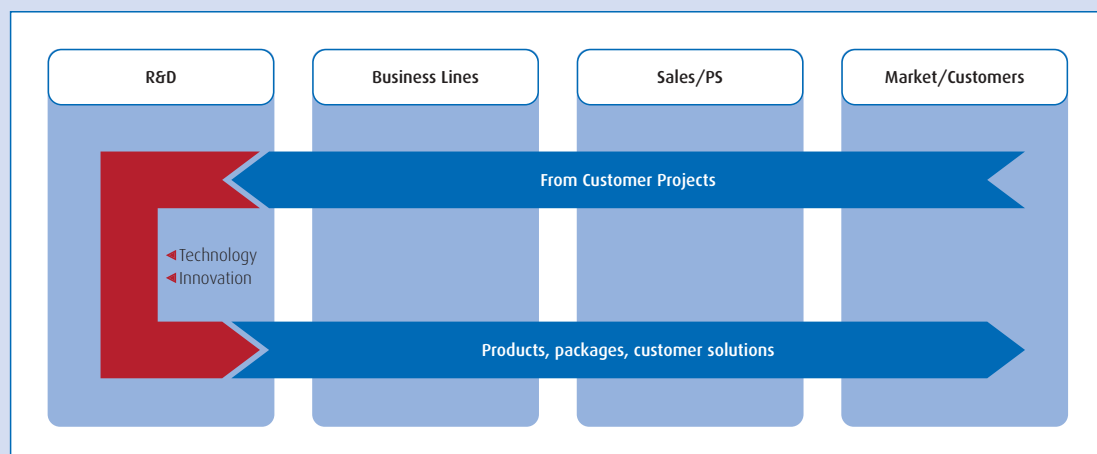 R&D
Business Lines
Sales/PS
Market/Customers
From Customer Projects
Technology
Innovation
Products, packages, customer solutions